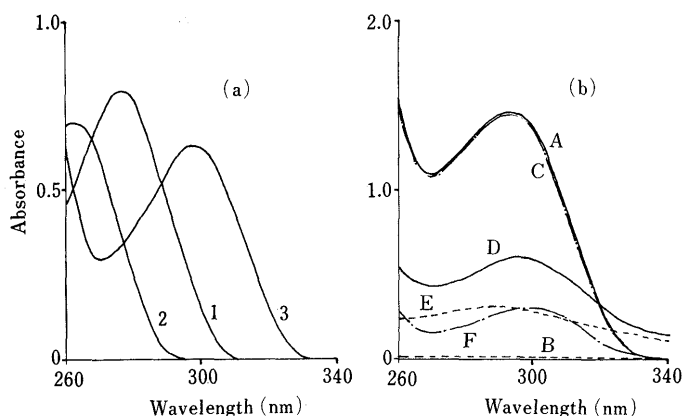 1.0
(a)
Absorbance
0.5
1
2
3
0
260
300
340
Wavelength (nm)
2.0
(b)
A
C
1.0
D
E
F
B
0
260
300
340
Wavelength (nm)